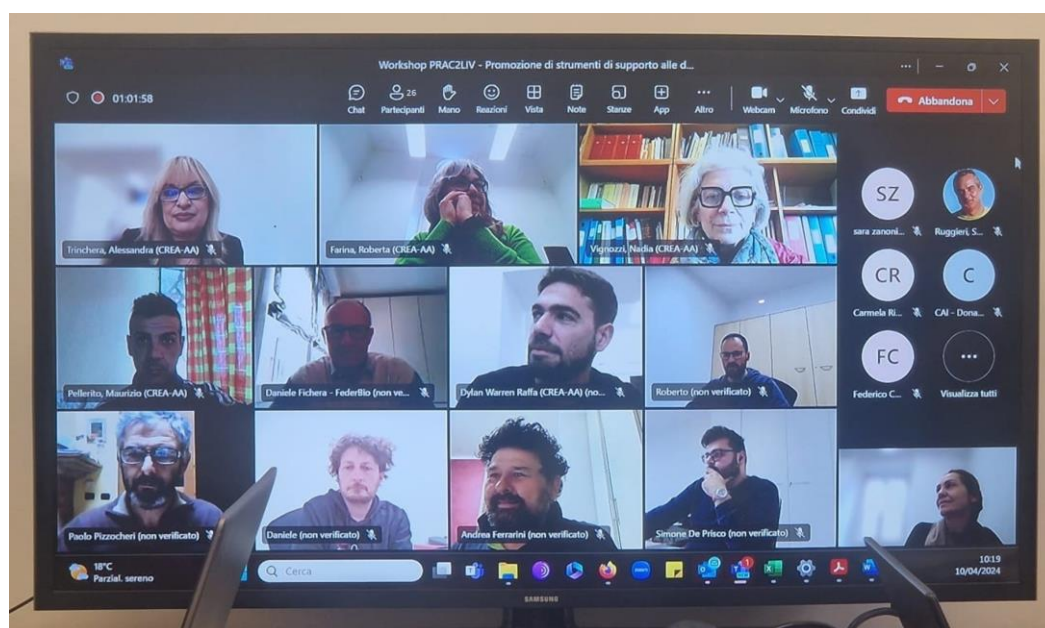 Workshop PRAC2LIV - Promozione di strumenti di supporto alle d...
01:01:58
Chat
Partecipanti 26
Mano
Reazioni
Vista
Note
Stanze
App
Altro
Webcam
Microfono
Condividi
Abbandona
Trinchera, Alessandra (CREA-AA)
Farina, Roberta (CREA-AA)
Vignozzi, Nadia (CREA-AA)
SZ
sara zanoni...
Ruggieri, S...
CR
Carmela Ri...
C
CAI - Dona...
Pellerito, Maurizio (CREA-AA)
Daniele Fichera - FederBio (non ve...
Dylan Warren Raffa (CREA-AA) (no...
Roberto (non verificato)
FC
Federico C...
Visualizza tutti
Paolo Pizzocheri (non verificato)
Daniele (non verificato)
Andrea Ferrarini (non verificato)
Simone De Prisco (non verificato)
18°C
Parzial. sereno
Cerca
10:19
10/04/2024
SAMSUNG